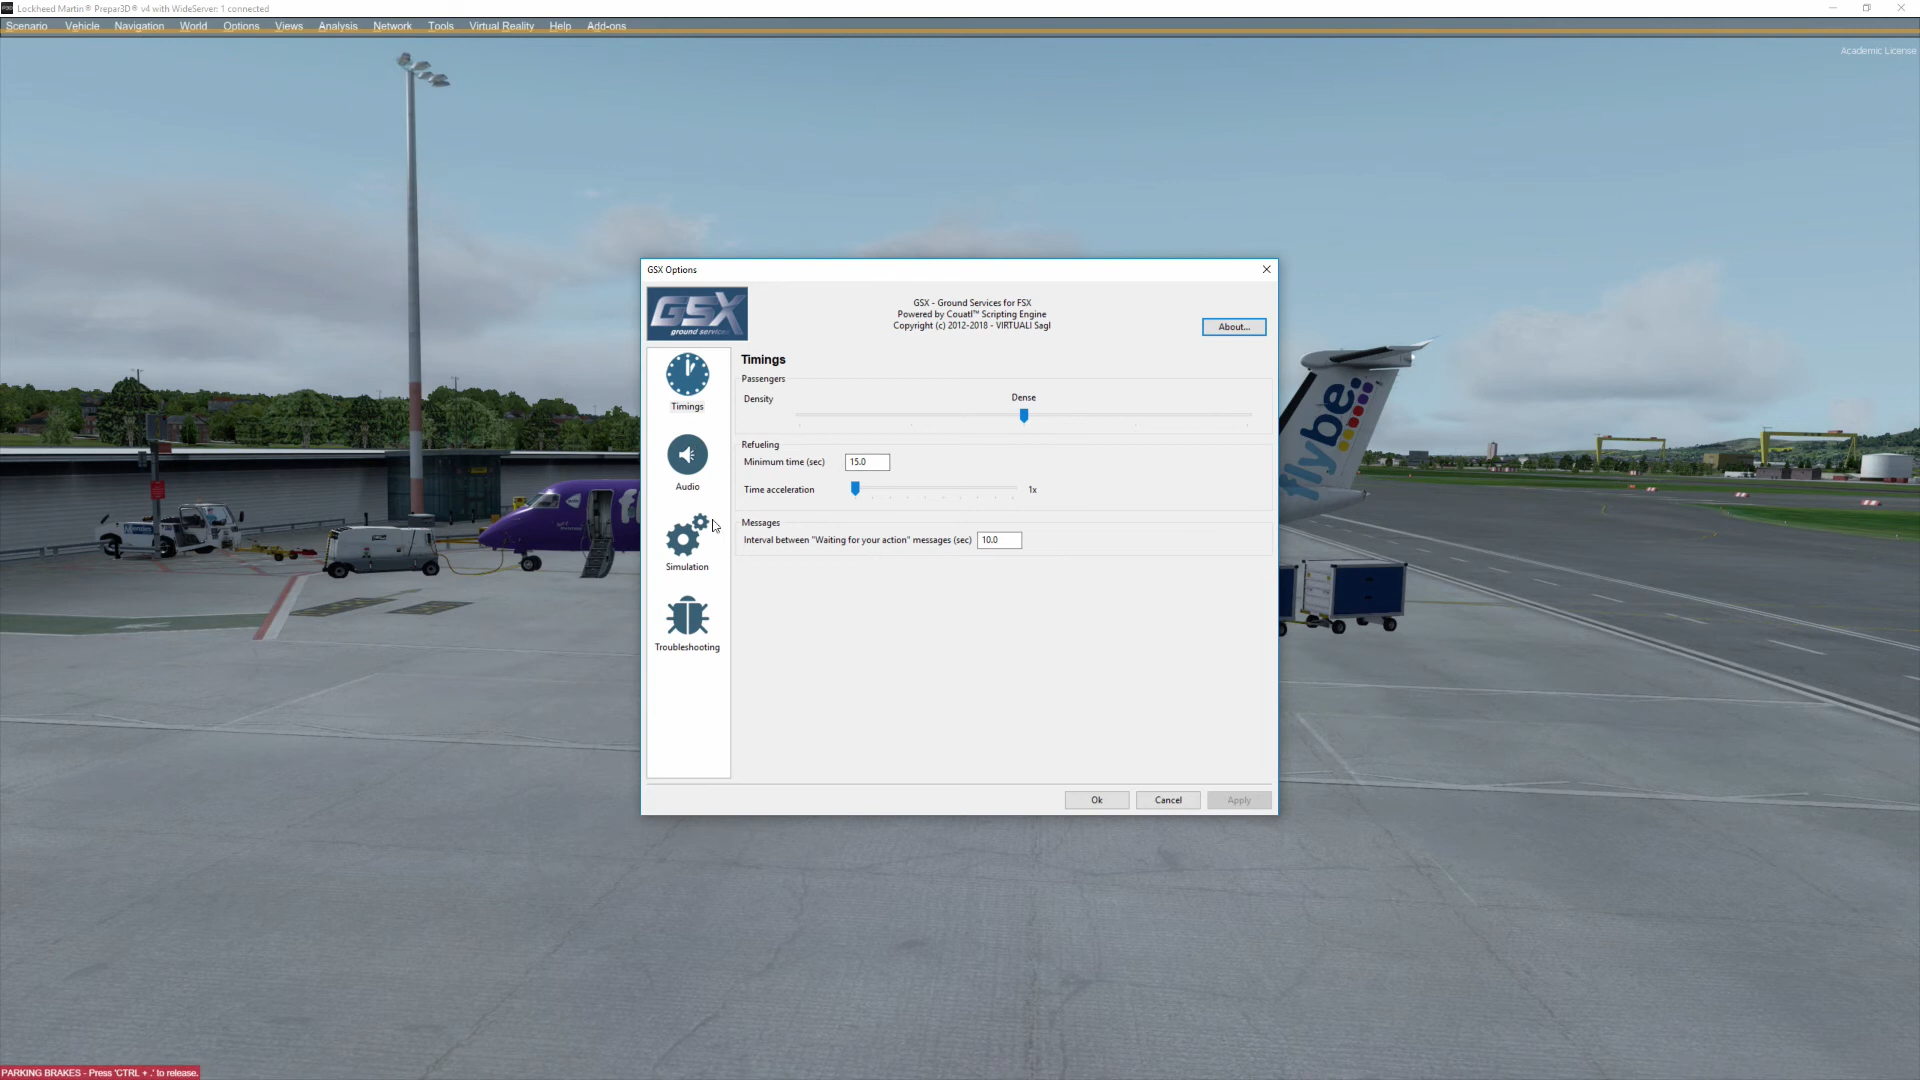 Lockheed Martin® Prepar3D® v4 with WideServer: 1 connected
Scenario Vehicle Navigation World Options Views Analysis Network Tools Virtual Reality Help Add-ons
Academic License
GSX Options
GSX
ground services
GSX - Ground Services for FSX
Powered by Couatl™ Scripting Engine
Copyright (c) 2012-2018 - VIRTUALI Sagl
About...
Timings
Audio
Simulation
Troubleshooting
Timings
Passengers
Density Dense
Refueling
Minimum time (sec) 15.0
Time acceleration 1x
Messages
Interval between "Waiting for your action" messages (sec) 10.0
Ok Cancel Apply
flybe
PARKING BRAKES - Press 'CTRL + .' to release.